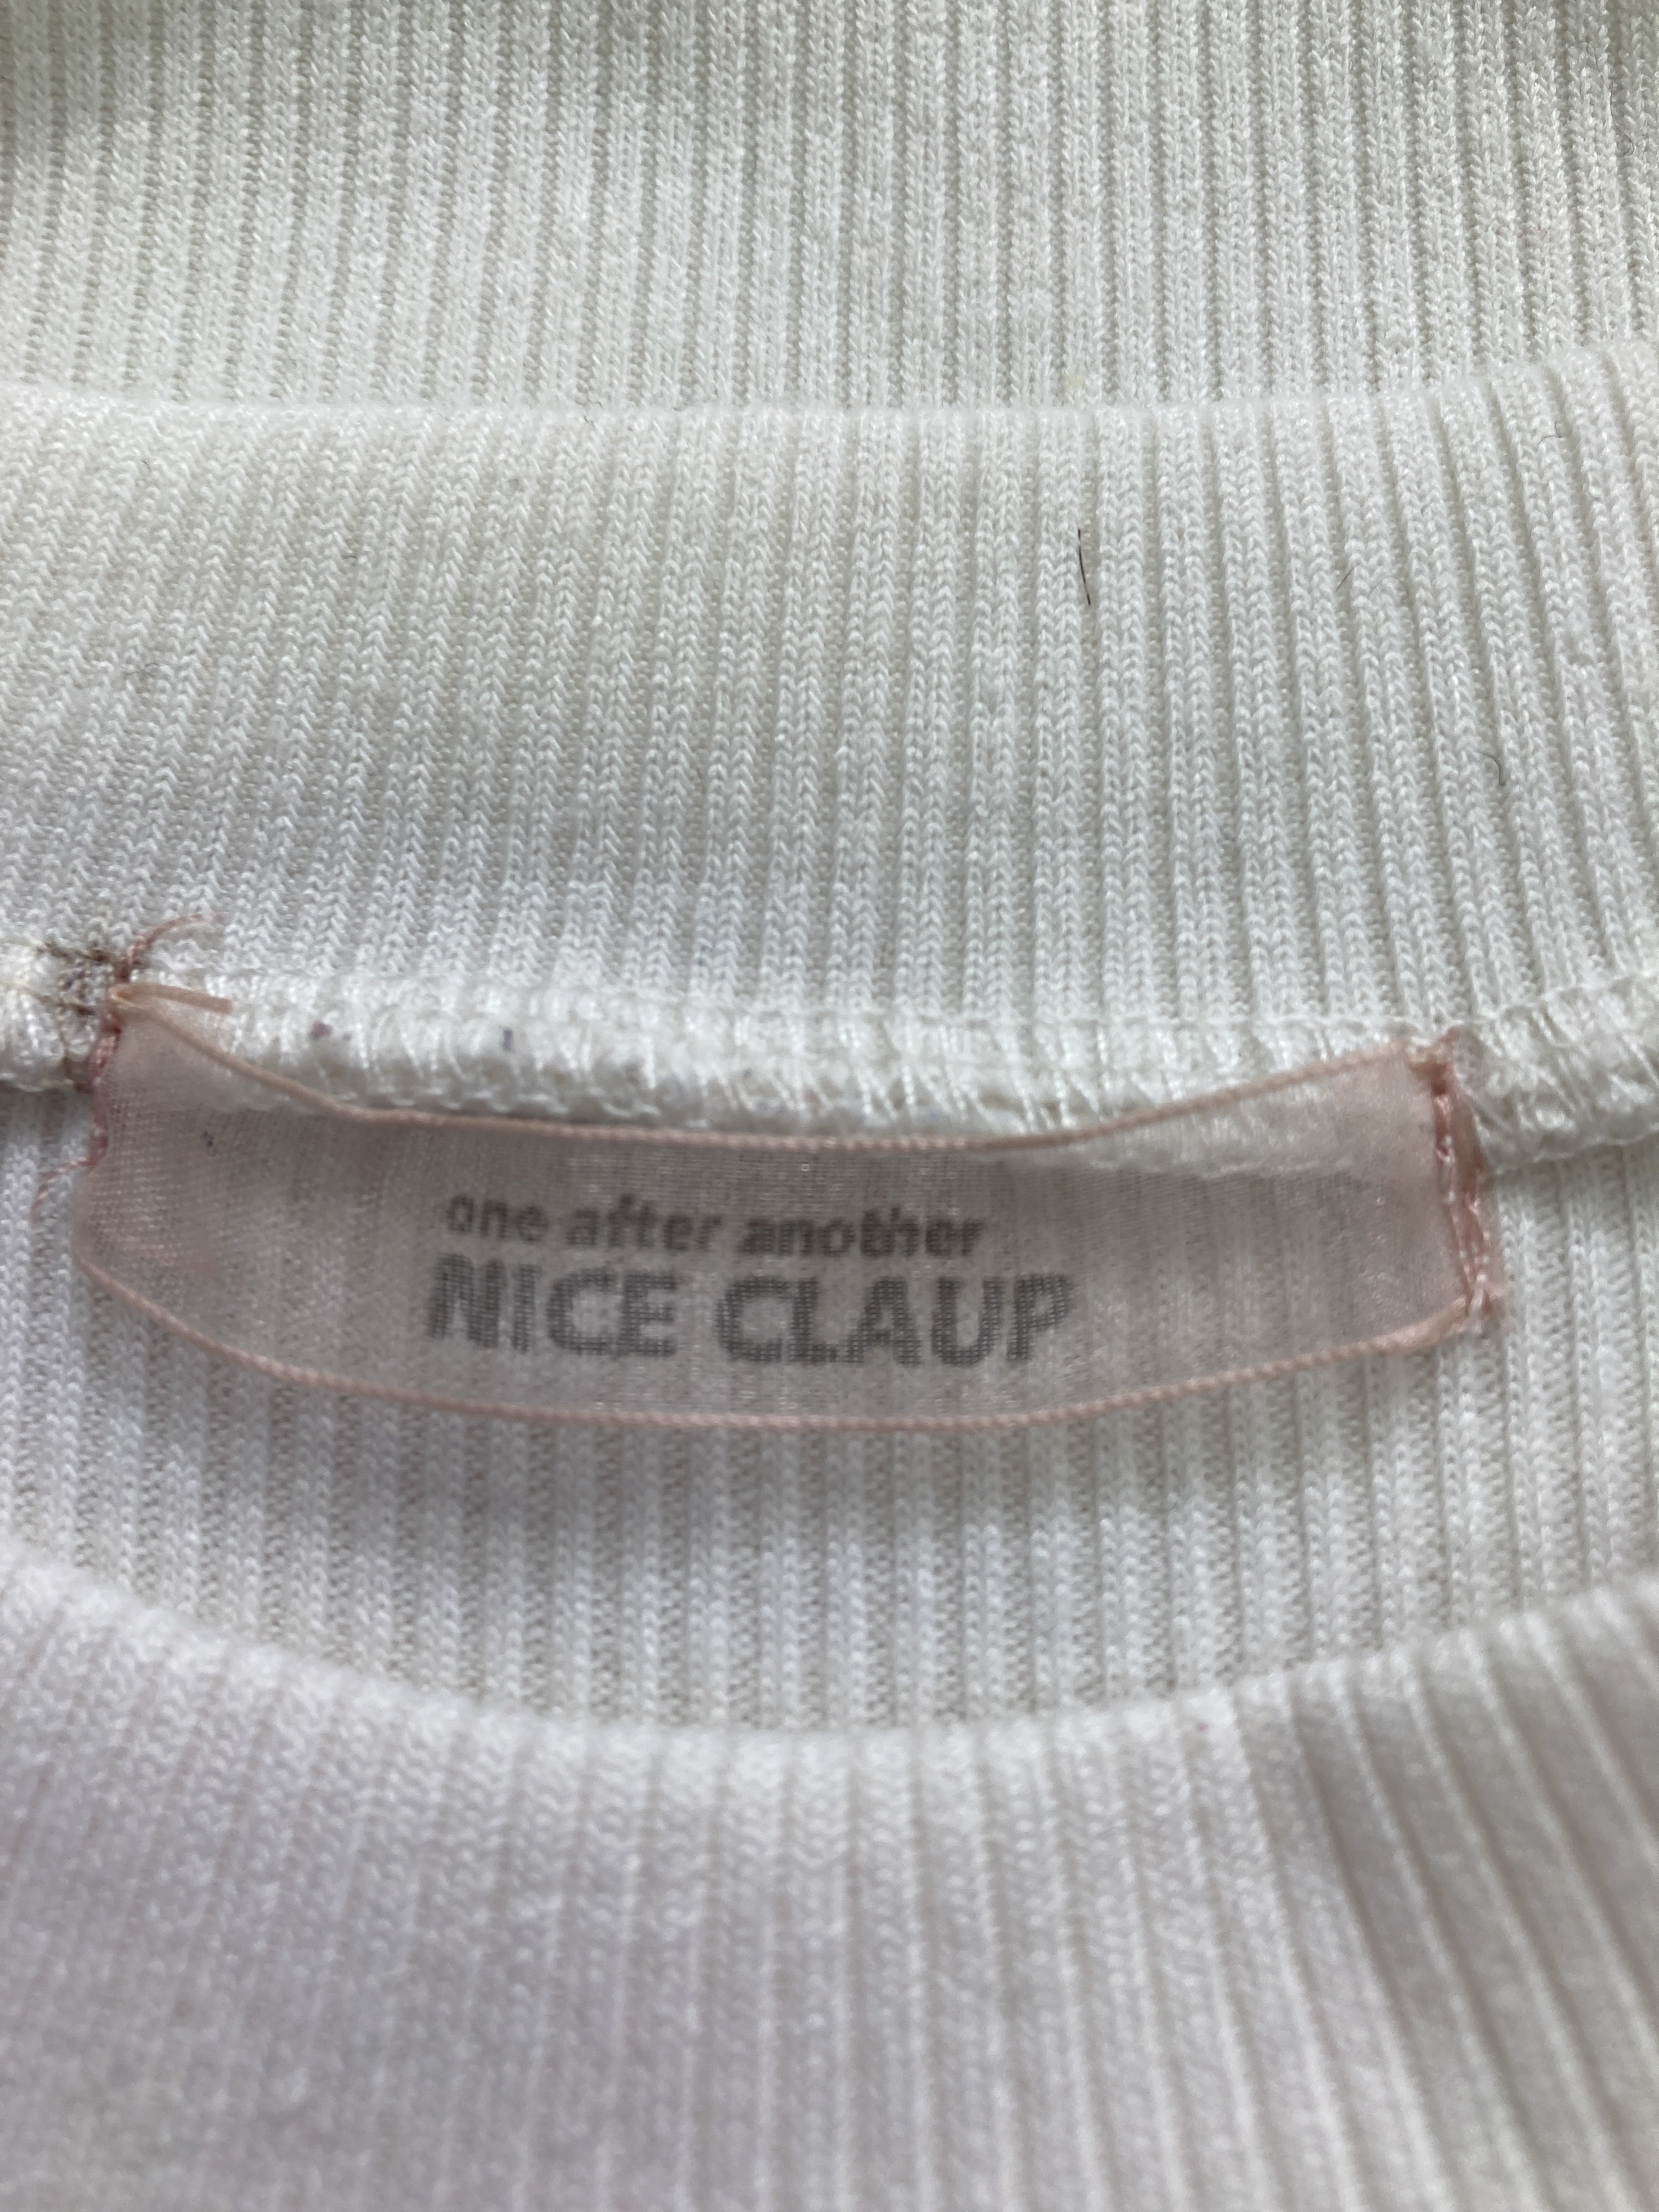 one after another
NICE CLAUP